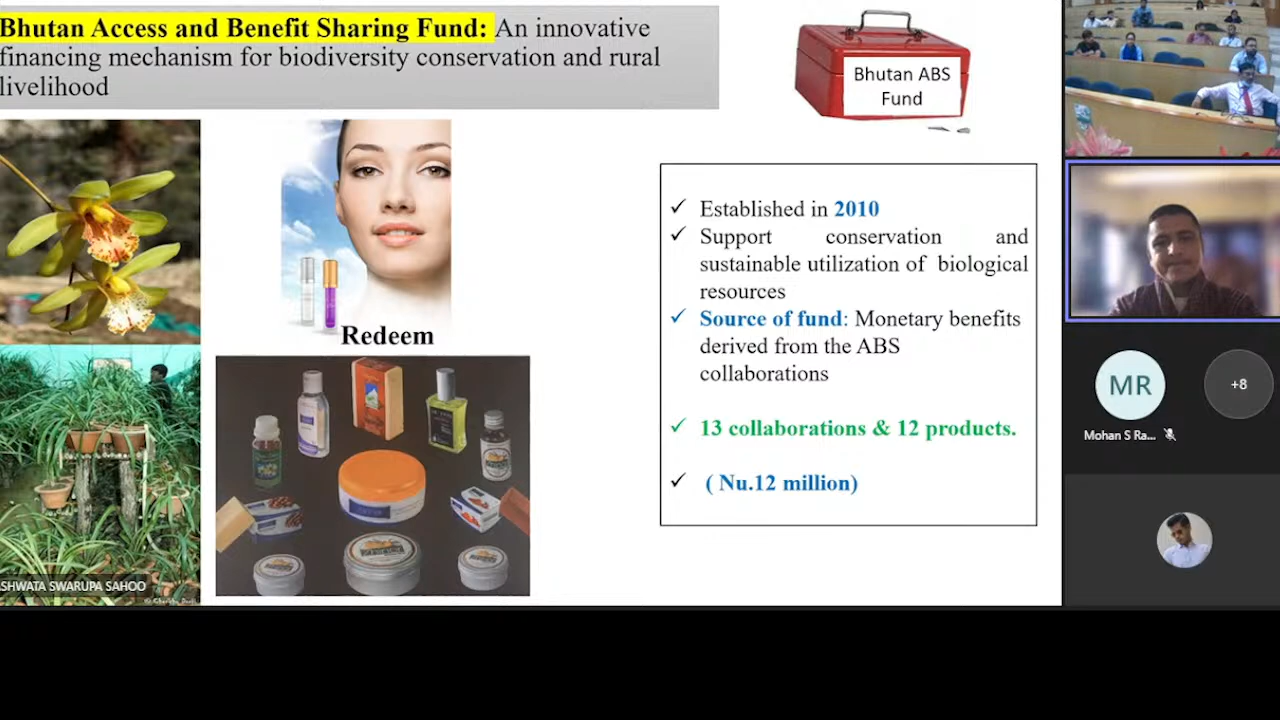 Bhutan Access and Benefit Sharing Fund: An innovative
financing mechanism for biodiversity conservation and rural
livelihood
Bhutan ABS
Fund
Redeem
✓ Established in 2010
✓ Support conservation and
sustainable utilization of biological
resources
✓ Source of fund: Monetary benefits
derived from the ABS
collaborations
✓ 13 collaborations & 12 products.
✓ ( Nu.12 million)
SHWATA SWARUPA SAHOO
MR
+8
Mohan S Ra...